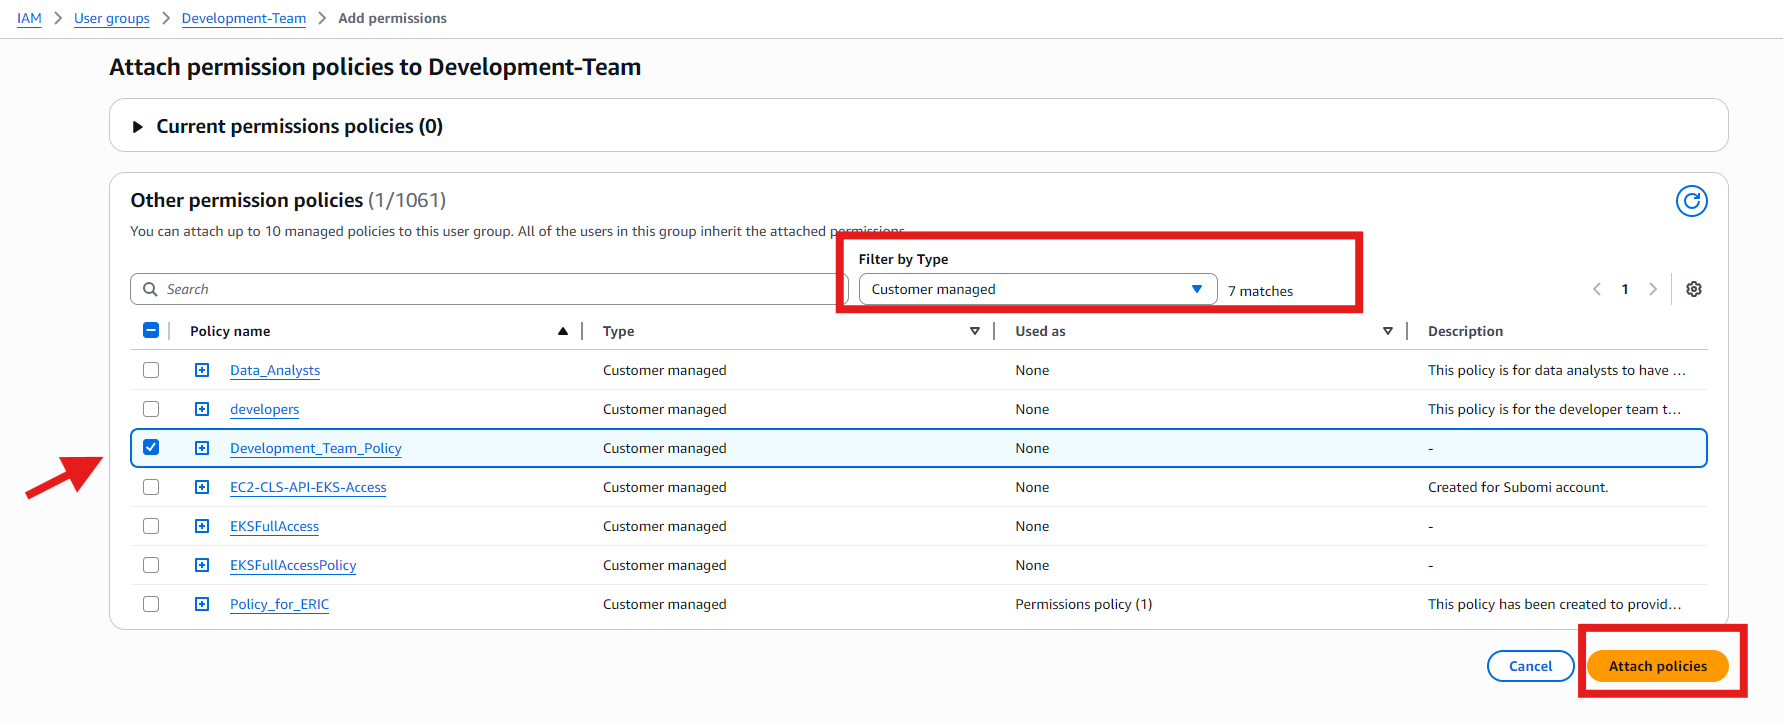 IAM > User groups > Development-Team > Add permissions
Attach permission policies to Development-Team
Current permissions policies (0)
Other permission policies (1/1061)
You can attach up to 10 managed policies to this user group. All of the users in this group inherit the attached permissions.
Filter by Type
Search Customer managed 7 matches 1
Policy name Type Used as Description
Data_Analysts Customer managed None This policy is for data analysts to have ...
developers Customer managed None This policy is for the developer team t...
Development_Team_Policy Customer managed None -
EC2-CLS-API-EKS-Access Customer managed None Created for Subomi account.
EKSFullAccess Customer managed None -
EKSFullAccessPolicy Customer managed None -
Policy_for_ERIC Customer managed Permissions policy (1) This policy has been created to provid...
Cancel Attach policies